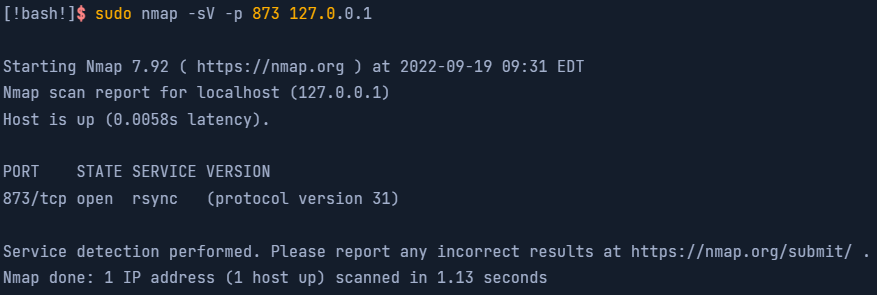 [!bash!]$ sudo nmap -sV -p 873 127.0.0.1
Starting Nmap 7.92 ( https://nmap.org ) at 2022-09-19 09:31 EDT
Nmap scan report for localhost (127.0.0.1)
Host is up (0.0058s latency).
PORT    STATE SERVICE VERSION
873/tcp open  rsync   (protocol version 31)
Service detection performed. Please report any incorrect results at https://nmap.org/submit/ .
Nmap done: 1 IP address (1 host up) scanned in 1.13 seconds